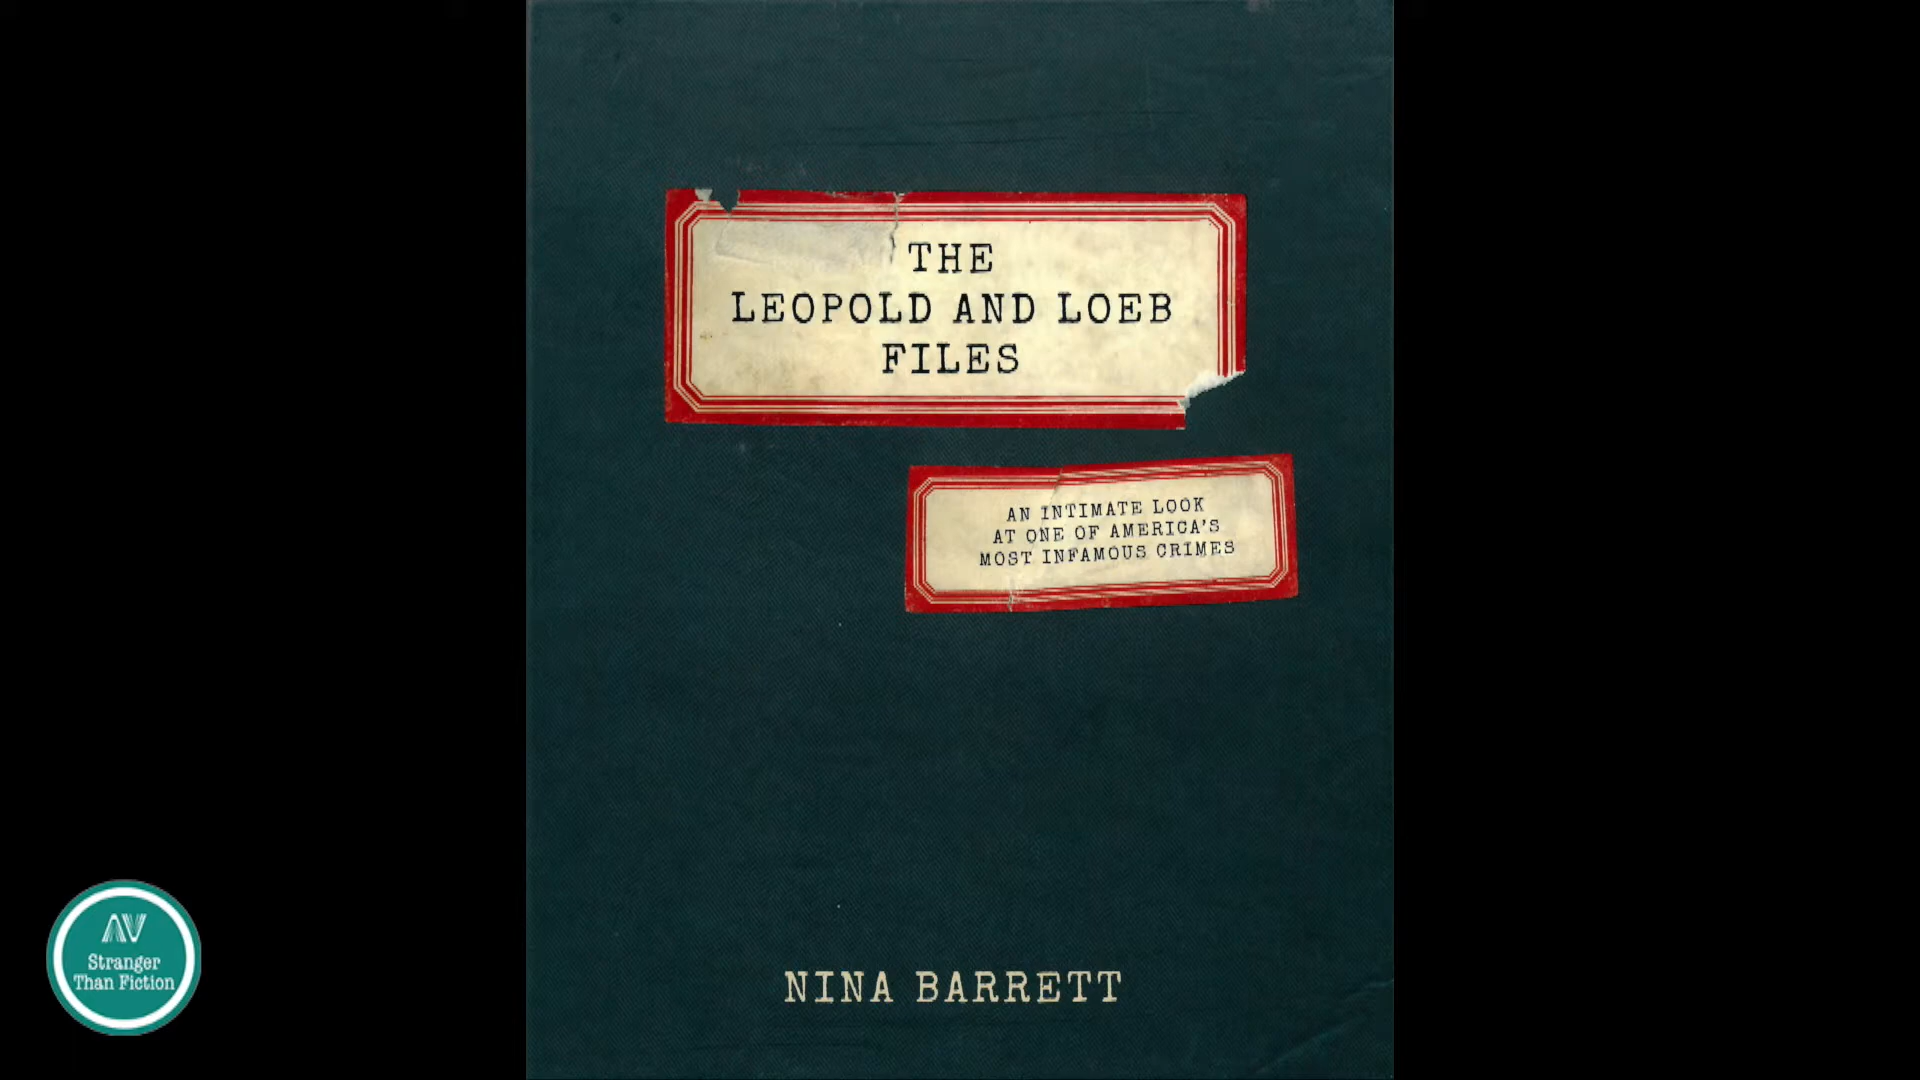 THE
LEOPOLD AND LOEB
FILES
AN INTIMATE LOOK
AT ONE OF AMERICA'S
MOST INFAMOUS CRIMES
NINA BARRETT
AV
Stranger
Than Fiction